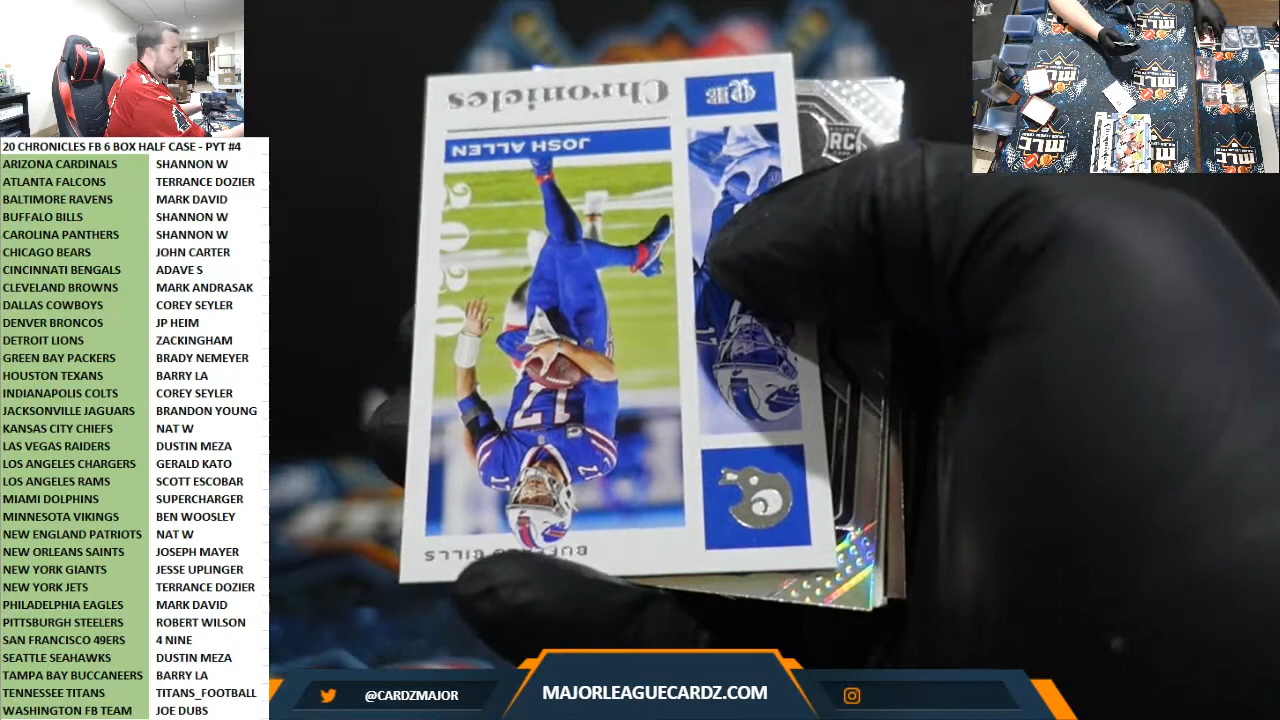 20 CHRONICLES FB 6 BOX HALF CASE - PYT #4
ARIZONA CARDINALS SHANNON W
ATLANTA FALCONS TERRANCE DOZIER
BALTIMORE RAVENS MARK DAVID
BUFFALO BILLS SHANNON W
CAROLINA PANTHERS SHANNON W
CHICAGO BEARS JOHN CARTER
CINCINNATI BENGALS ADAVE S
CLEVELAND BROWNS MARK ANDRASAK
DALLAS COWBOYS COREY SEYLER
DENVER BRONCOS JP HEIM
DETROIT LIONS ZACKINGHAM
GREEN BAY PACKERS BRADY NEMEYER
HOUSTON TEXANS BARRY LA
INDIANAPOLIS COLTS COREY SEYLER
JACKSONVILLE JAGUARS BRANDON YOUNG
KANSAS CITY CHIEFS NAT W
LAS VEGAS RAIDERS DUSTIN MEZA
LOS ANGELES CHARGERS GERALD KATO
LOS ANGELES RAMS SCOTT ESCOBAR
MIAMI DOLPHINS SUPERCHARGER
MINNESOTA VIKINGS BEN WOOSLEY
NEW ENGLAND PATRIOTS NAT W
NEW ORLEANS SAINTS JOSEPH MAYER
NEW YORK GIANTS JESSE UPLINGER
NEW YORK JETS TERRANCE DOZIER
PHILADELPHIA EAGLES MARK DAVID
PITTSBURGH STEELERS ROBERT WILSON
SAN FRANCISCO 49ERS 4 NINE
SEATTLE SEAHAWKS DUSTIN MEZA
TAMPA BAY BUCCANEERS BARRY LA
TENNESSEE TITANS TITANS_FOOTBALL
WASHINGTON FB TEAM JOE DUBS
Chronicles
QB
JOSH ALLEN
2020
17
BILLS
RC
MLC
@CARDZMAJOR
MAJORLEAGUECARDZ.COM